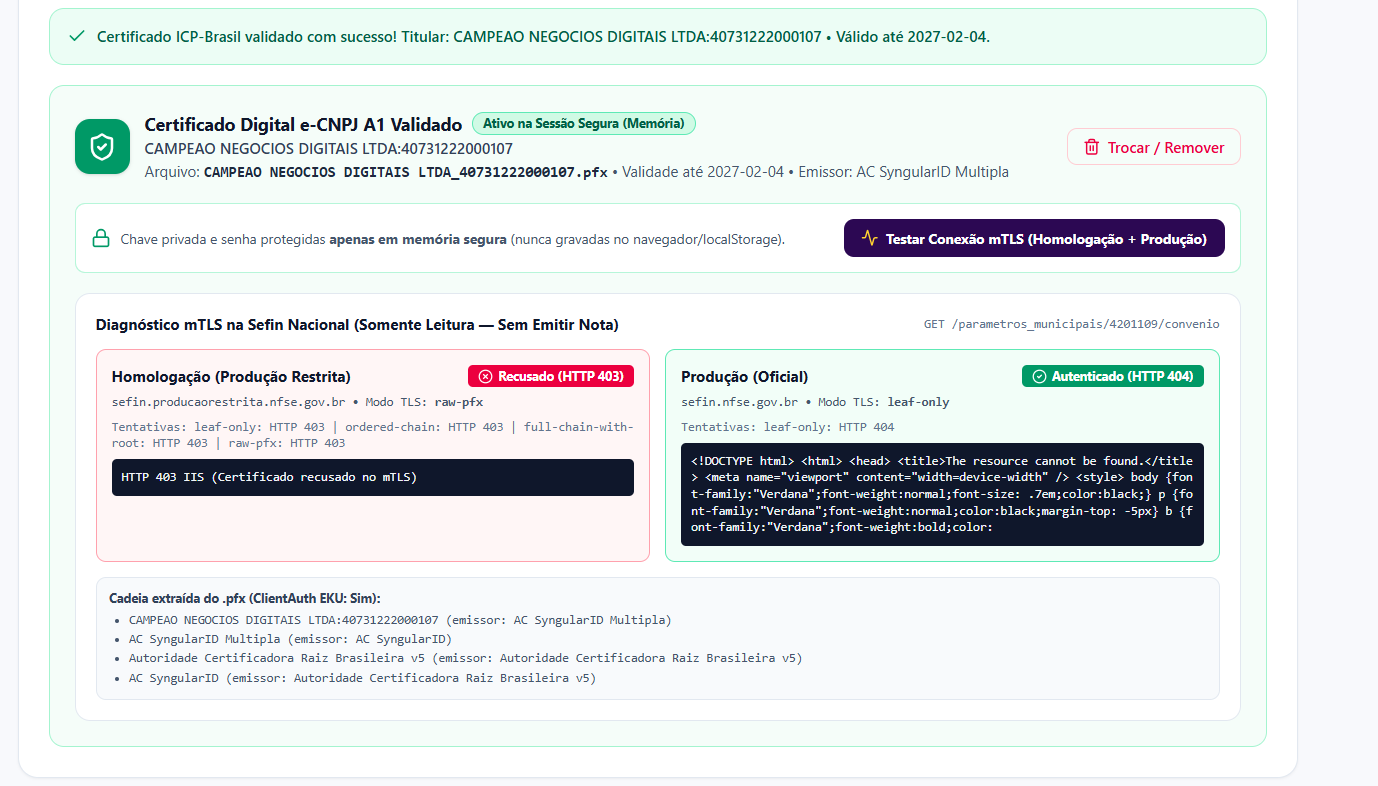 Certificado ICP-Brasil validado com sucesso! Titular: CAMPEAO NEGOCIOS DIGITAIS LTDA:40731222000107 • Válido até 2027-02-04.
Certificado Digital e-CNPJ A1 Validado
Ativo na Sessão Segura (Memória)
CAMPEAO NEGOCIOS DIGITAIS LTDA:40731222000107
Arquivo: CAMPEAO NEGOCIOS DIGITAIS LTDA_40731222000107.pfx • Validade até 2027-02-04 • Emissor: AC SyngularID Multipla
Trocar / Remover
Chave privada e senha protegidas apenas em memória segura (nunca gravadas no navegador/localStorage).
Testar Conexão mTLS (Homologação + Produção)
Diagnóstico mTLS na Sefin Nacional (Somente Leitura — Sem Emitir Nota)
GET /parametros_municipais/4201109/convenio
Homologação (Produção Restrita)
Recusado (HTTP 403)
sefin.producaorestrita.nfse.gov.br • Modo TLS: raw-pfx
Tentativas: leaf-only: HTTP 403 | ordered-chain: HTTP 403 | full-chain-with-
root: HTTP 403 | raw-pfx: HTTP 403
HTTP 403 IIS (Certificado recusado no mTLS)
Produção (Oficial)
Autenticado (HTTP 404)
sefin.nfse.gov.br • Modo TLS: leaf-only
Tentativas: leaf-only: HTTP 404
<!DOCTYPE html> <html> <head> <title>The resource cannot be found.</title
> <meta name="viewport" content="width=device-width" /> <style> body {fon
t-family:"Verdana";font-weight:normal;font-size: .7em;color:black;} p {fo
nt-family:"Verdana";font-weight:normal;color:black;margin-top: -5px} b {f
ont-family:"Verdana";font-weight:bold;color:
Cadeia extraída do .pfx (ClientAuth EKU: Sim):
• CAMPEAO NEGOCIOS DIGITAIS LTDA:40731222000107 (emissor: AC SyngularID Multipla)
• AC SyngularID Multipla (emissor: AC SyngularID)
• Autoridade Certificadora Raiz Brasileira v5 (emissor: Autoridade Certificadora Raiz Brasileira v5)
• AC SyngularID (emissor: Autoridade Certificadora Raiz Brasileira v5)